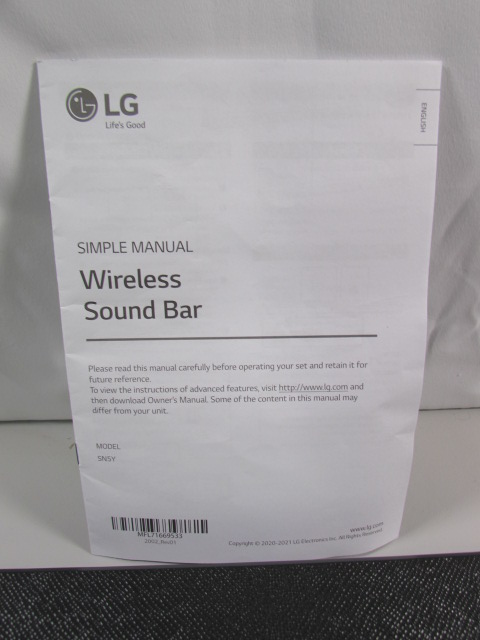 LG
Life's Good
ENGLISH
SIMPLE MANUAL
Wireless
Sound Bar
Please read this manual carefully before operating your set and retain it for
future reference.
To view the instructions of advanced features, visit http://www.lg.com and
then download Owner's Manual. Some of the content in this manual may
differ from your unit.
MODEL
SN5Y
MFL71669533
2002_Rev01
www.lg.com
Copyright © 2020-2021 LG Electronics Inc. All Rights Reserved.